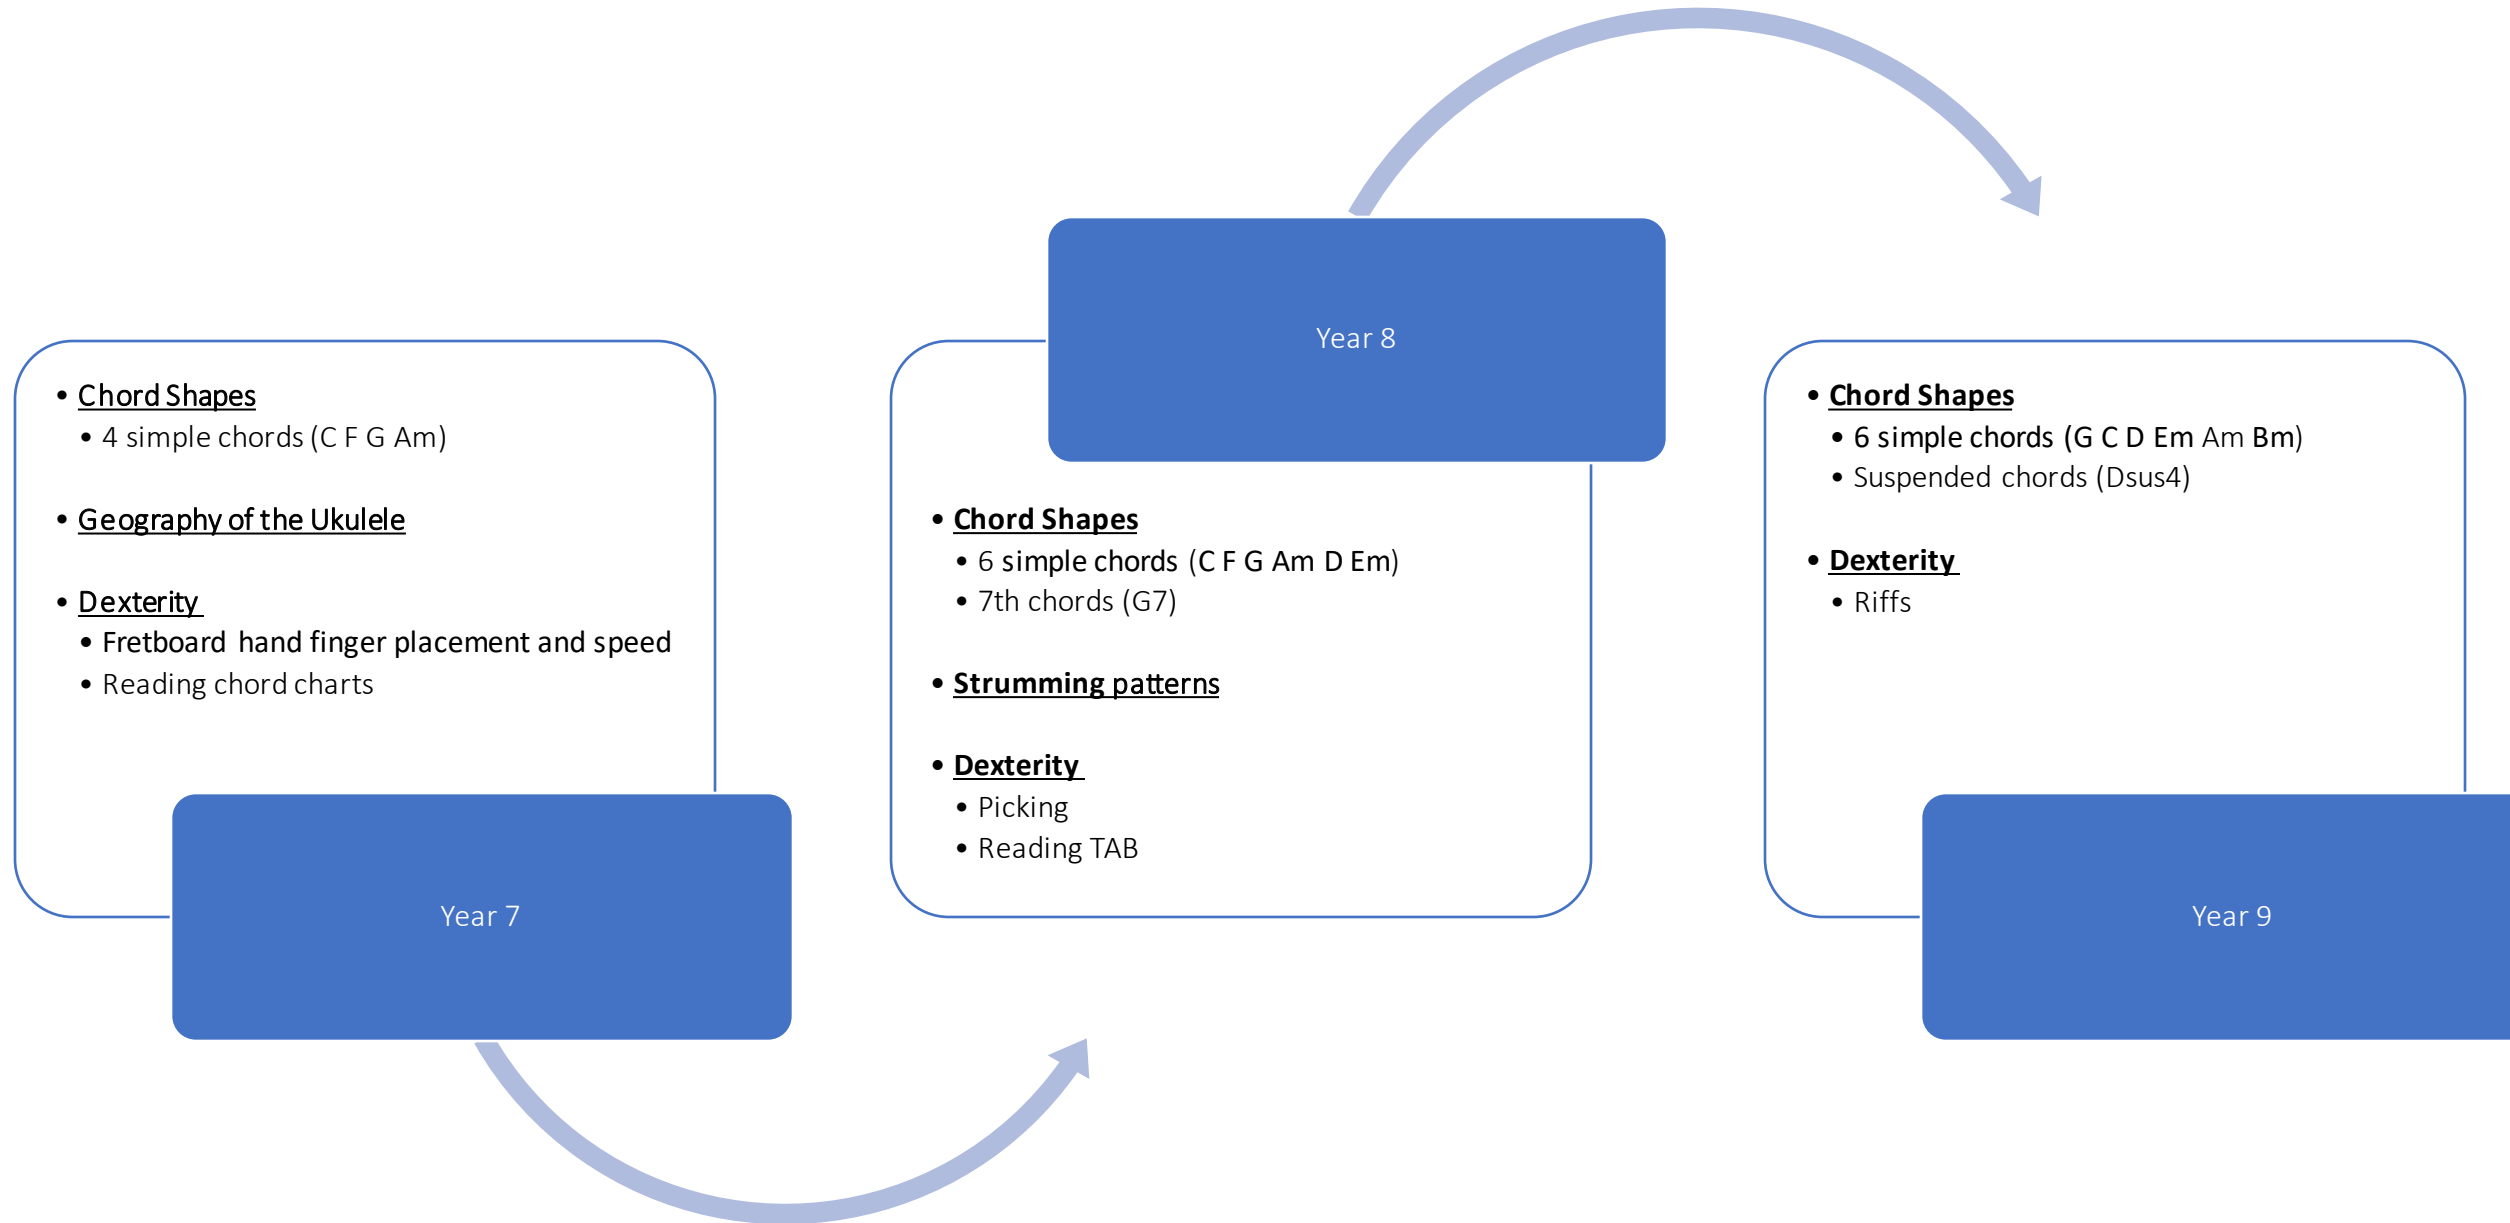 • Chord Shapes
• 4 simple chords (C F G Am)
• Geography of the Ukulele
• Dexterity
• Fretboard hand finger placement and speed
• Reading chord charts
Year 7
Year 8
• Chord Shapes
• 6 simple chords (C F G Am D Em)
• 7th chords (G7)
• Strumming patterns
• Dexterity
• Picking
• Reading TAB
• Chord Shapes
• 6 simple chords (G C D Em Am Bm)
• Suspended chords (Dsus4)
• Dexterity
• Riffs
Year 9